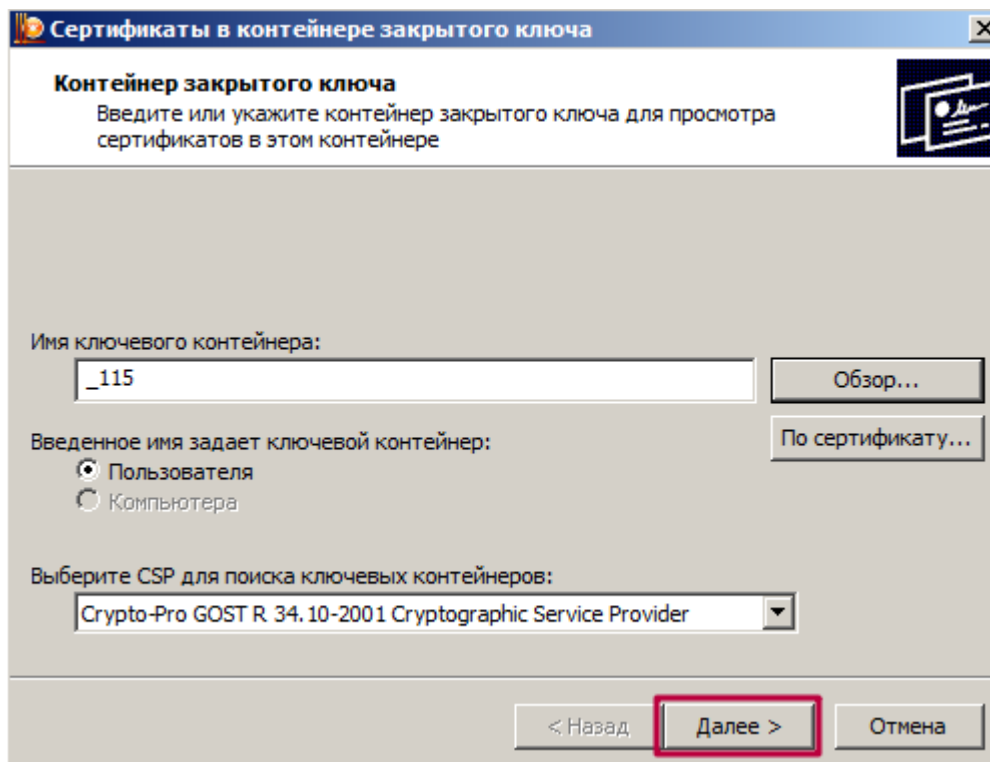 Сертификаты в контейнере закрытого ключа
Контейнер закрытого ключа
Введите или укажите контейнер закрытого ключа для просмотра
сертификатов в этом контейнере
Имя ключевого контейнера:
_115
Обзор...
Введенное имя задает ключевой контейнер:
По сертификату...
Пользователя
Компьютера
Выберите CSP для поиска ключевых контейнеров:
Crypto-Pro GOST R 34.10-2001 Cryptographic Service Provider
< Назад
Далее >
Отмена